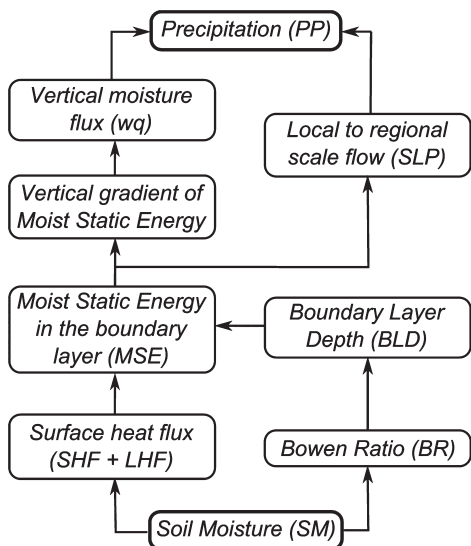 Precipitation (PP)
Vertical moisture
flux (wq)
Local to regional
scale flow (SLP)
Vertical gradient of
Moist Static Energy
Moist Static Energy
in the boundary
layer (MSE)
Boundary Layer
Depth (BLD)
Surface heat flux
(SHF + LHF)
Bowen Ratio (BR)
Soil Moisture (SM)